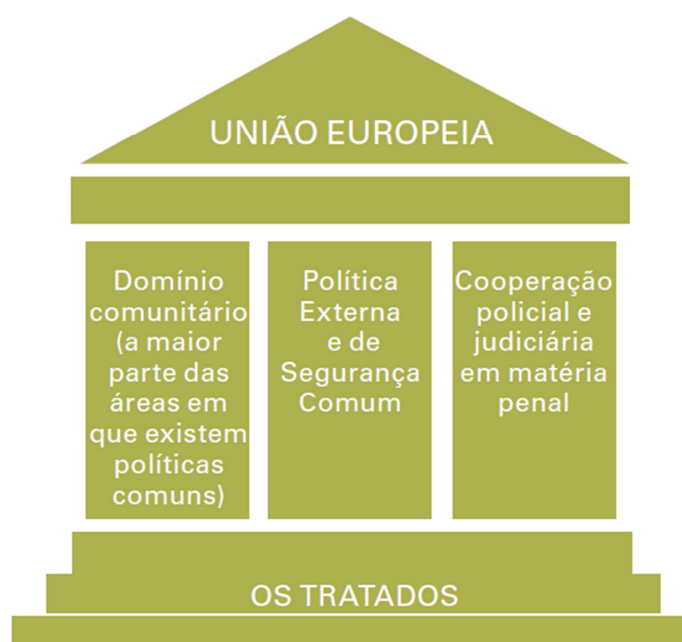 UNIÃO EUROPEIA
Domínio
comunitário
(a maior
parte das
áreas em
que existem
políticas
comuns)
Política
Externa
e de
Segurança
Comum
Cooperação
policial e
judiciária
em matéria
penal
OS TRATADOS